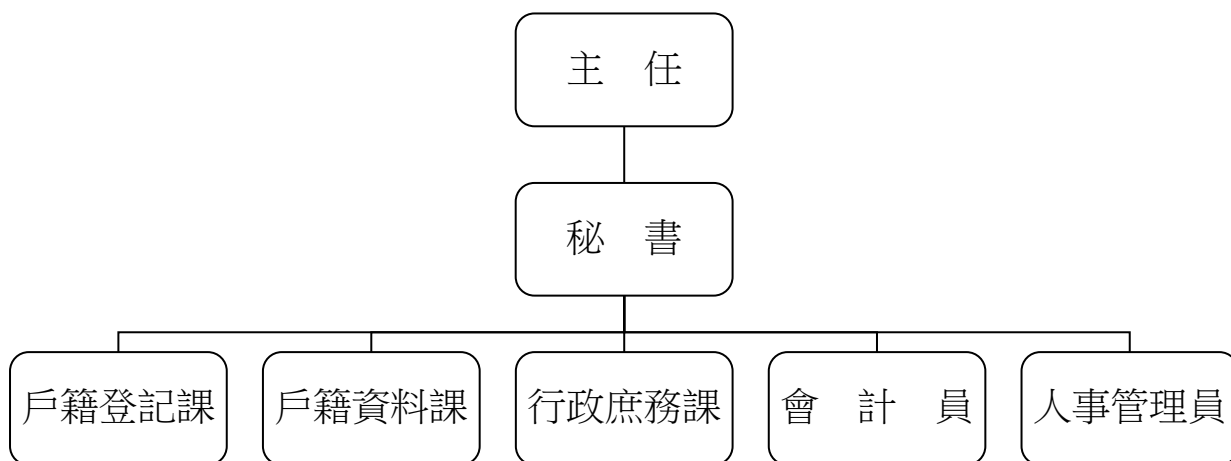 主　任
秘　書
戶籍登記課
戶籍資料課
行政庶務課
會　計　員
人事管理員